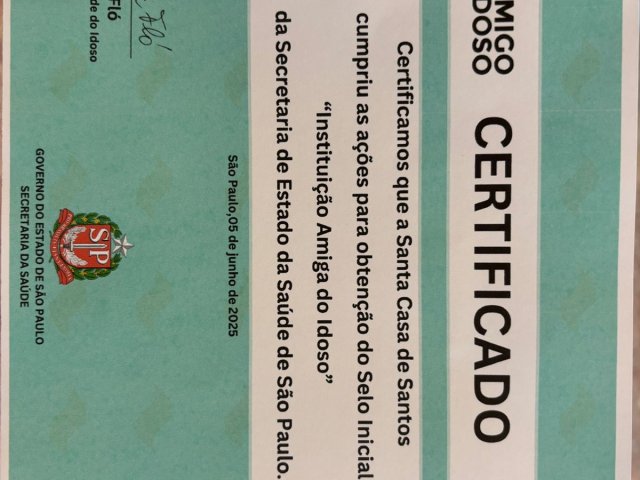 AMIGO
IDOSO
CERTIFICADO
Certificamos que a Santa Casa de Santos
cumpriu as ações para obtenção do Selo Inicial
“Instituição Amiga do Idoso”
da Secretaria de Estado da Saúde de São Paulo.
São Paulo,05 de junho de 2025
Fló
de do Idoso
SP
GOVERNO DO ESTADO DE SÃO PAULO
SECRETARIA DA SAÚDE